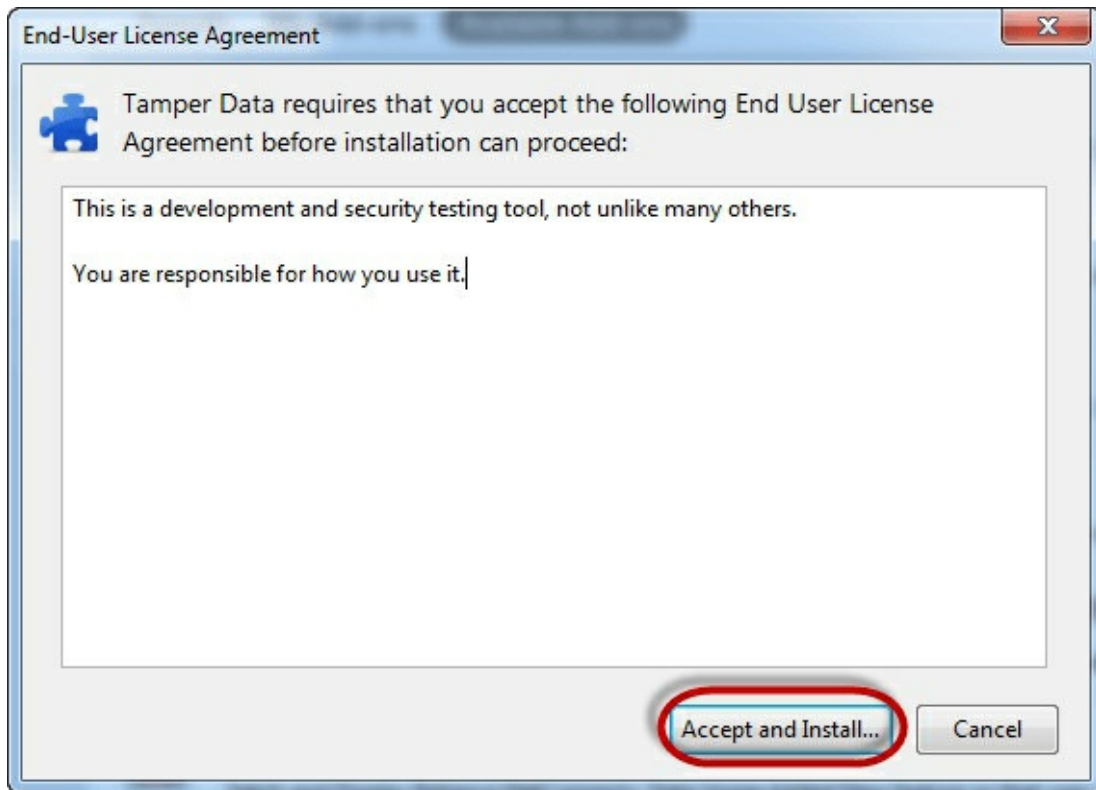 End-User License Agreement
Tamper Data requires that you accept the following End User License
Agreement before installation can proceed:
This is a development and security testing tool, not unlike many others.
You are responsible for how you use it.
Accept and Install...
Cancel